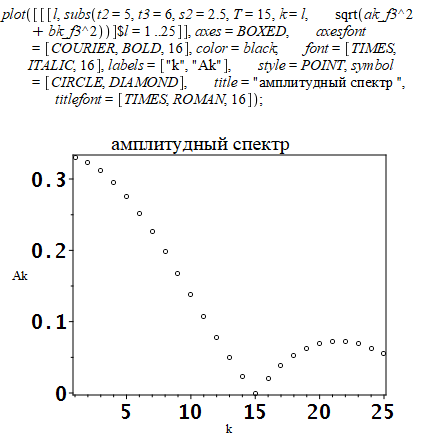 plot([[[l, subs(t2 = 5, t3 = 6, s2 = 2.5, T = 15, k = l, sqrt(ak_f3^2
+ bk_f3^2))]$l = 1 ..25]], axes = BOXED, axesfont
= [COURIER, BOLD, 16], color = black, font = [TIMES,
ITALIC, 16], labels = ["k", "Ak"], style = POINT, symbol
= [CIRCLE, DIAMOND], title = "амплитудный спектр ",
titlefont = [TIMES, ROMAN, 16]);
амплитудный спектр
0.3
0.2
Ak
0.1
0
5 10 15 20 25
k